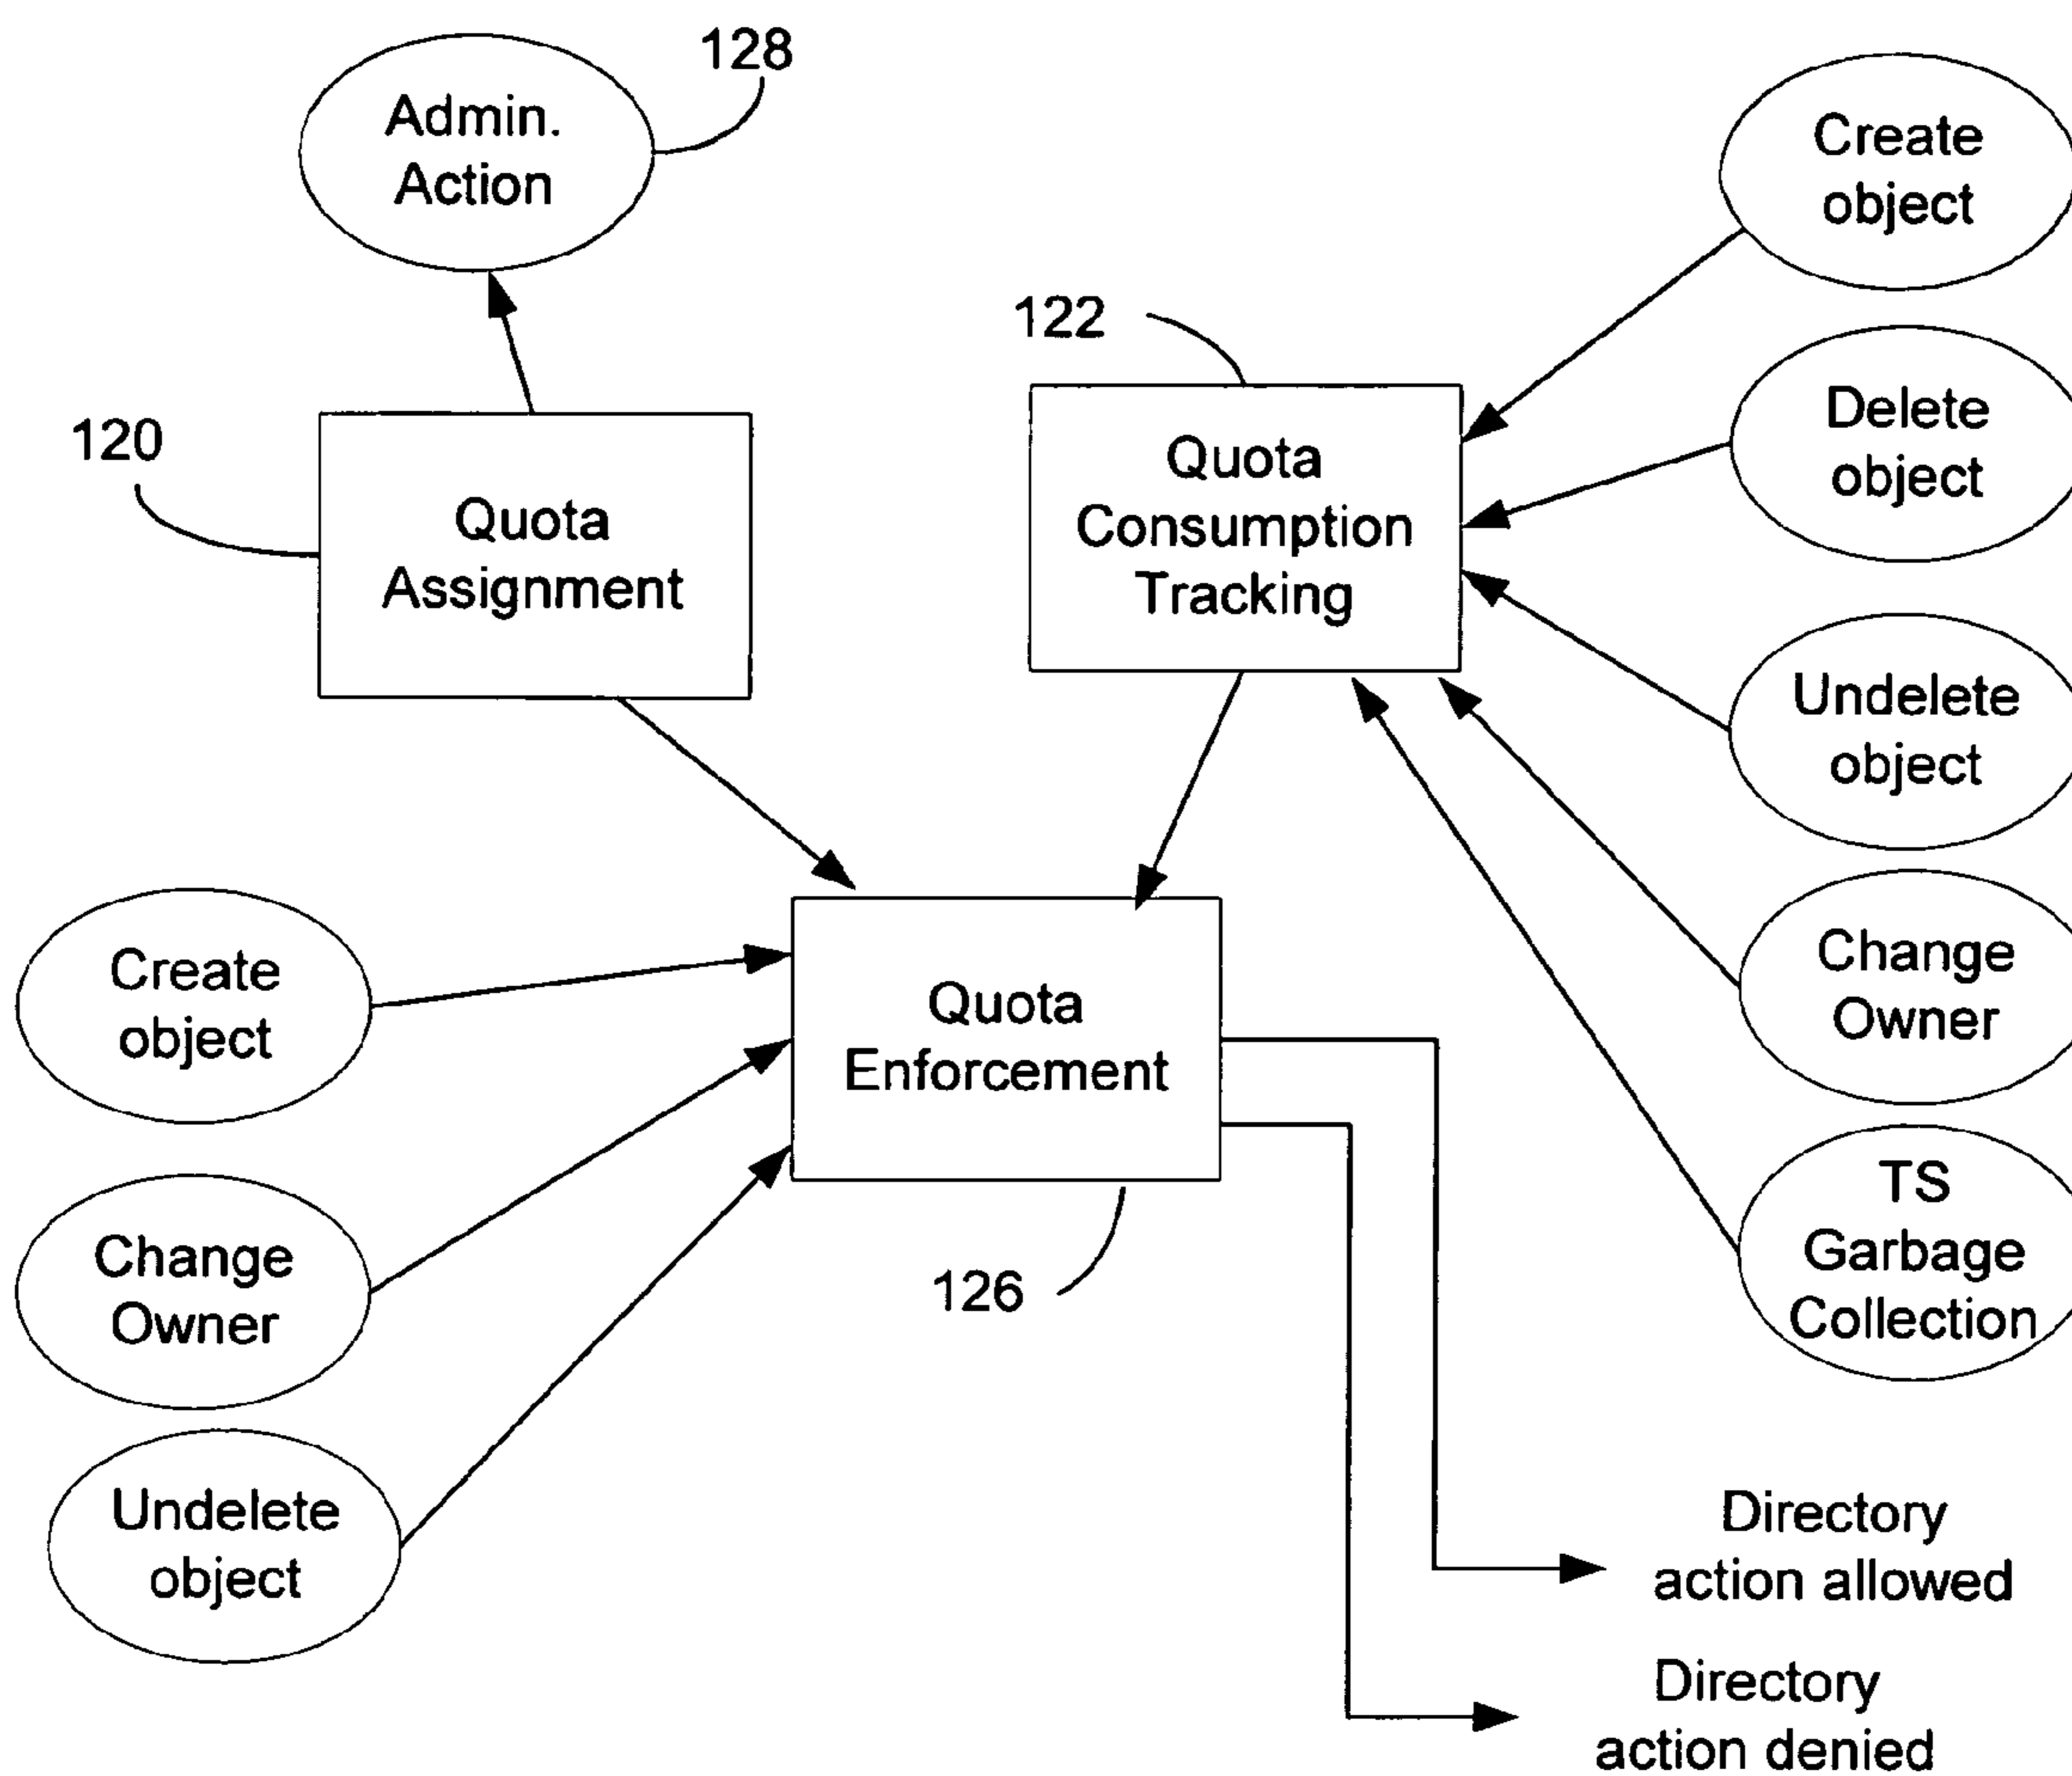 128
Admin.
Action
Create
object
122
120
Quota
Assignment
Quota
Consumption
Tracking
Delete
object
Undelete
object
Create
object
Quota
Enforcement
Change
Owner
Change
Owner
126
TS
Garbage
Collection
Undelete
object
Directory
action allowed
Directory
action denied